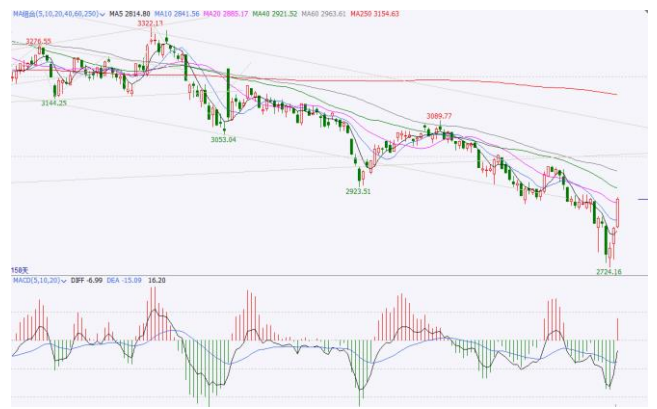 MA组合(5,10,20,40,60,250) MA5 2814.80 MA10 2841.56 MA20 2885.17 MA40 2921.52 MA60 2963.61 MA250 3154.63
3322.13
3276.55
3144.25
3089.77
3053.04
2923.51
2724.16
158天
MACD(5,10,20) DIFF -6.99 DEA -15.09 16.20